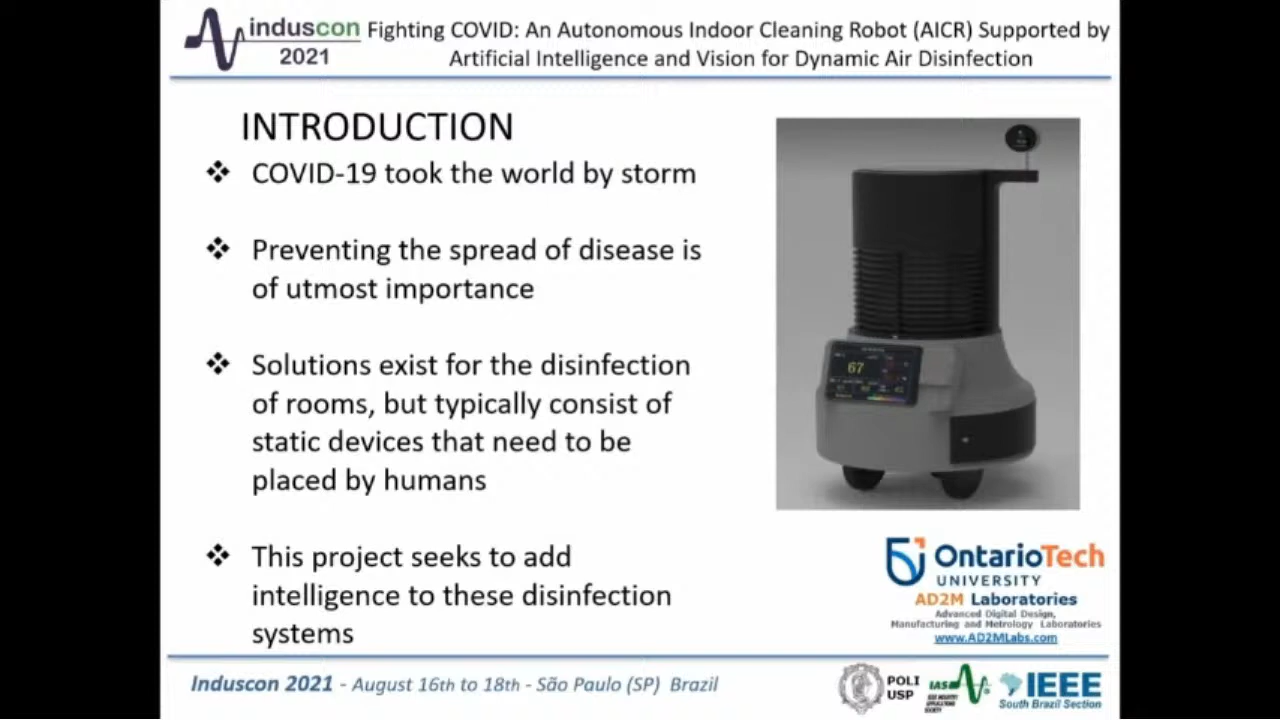 induscon
2021
Fighting COVID: An Autonomous Indoor Cleaning Robot (AICR) Supported by
Artificial Intelligence and Vision for Dynamic Air Disinfection
INTRODUCTION
❖ COVID-19 took the world by storm
❖ Preventing the spread of disease is
of utmost importance
❖ Solutions exist for the disinfection
of rooms, but typically consist of
static devices that need to be
placed by humans
❖ This project seeks to add
intelligence to these disinfection
systems
67
OntarioTech
UNIVERSITY
AD2M Laboratories
Advanced Digital Design,
Manufacturing and Metrology Laboratories
www.AD2MLabs.com
Induscon 2021 - August 16th to 18th - São Paulo (SP) Brazil
POLI
USP
IAS
IEEE INDUSTRY
APPLICATIONS
SOCIETY
IEEE
South Brazil Section